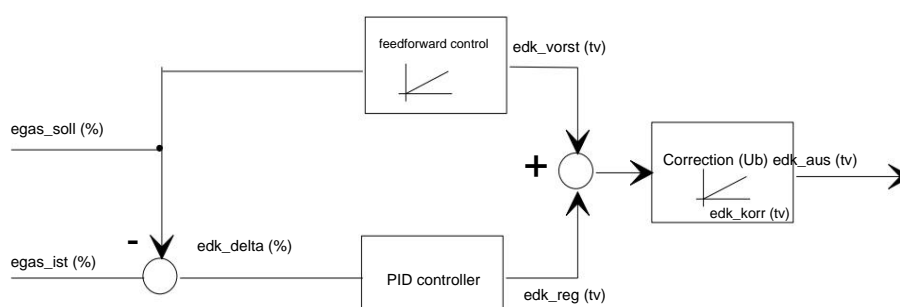 feedforward control
edk_vorst (tv)
egas_soll (%)
+
Correction (Ub) edk_aus (tv)
edk_korr (tv)
-
edk_delta (%)
egas_ist (%)
PID controller
edk_reg (tv)